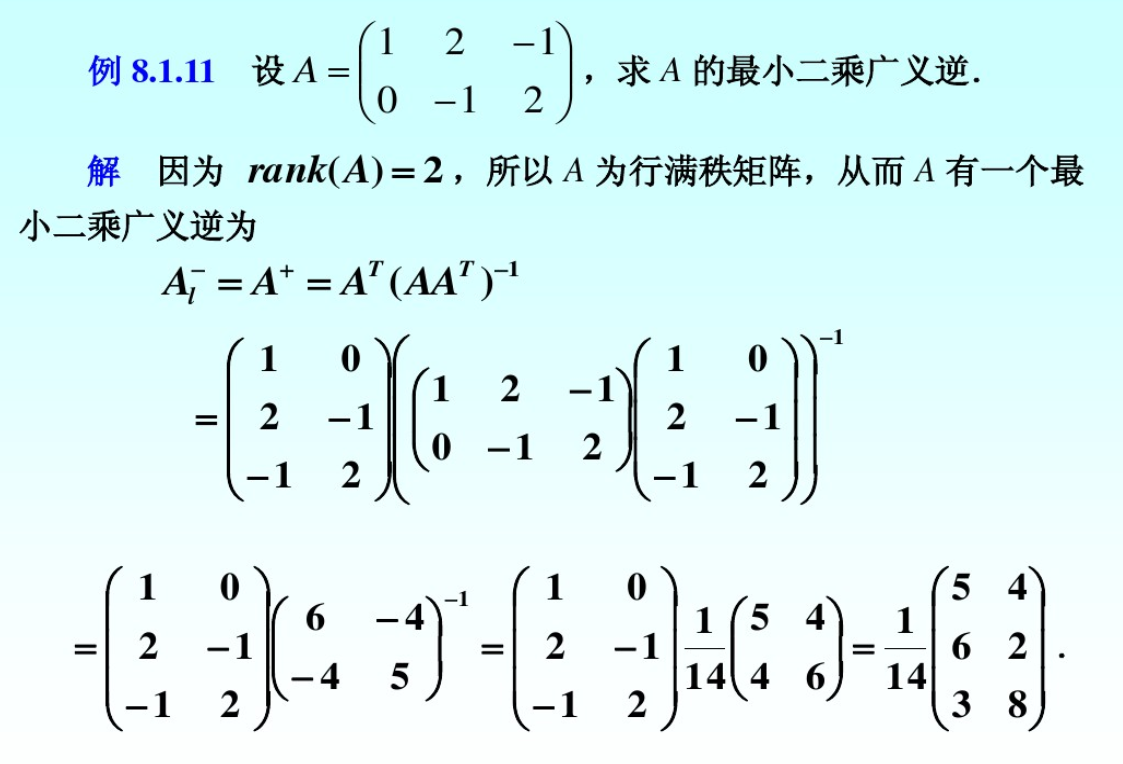 例 8.1.11 设 A = \begin{pmatrix} 1 & 2 & -1 \\ 0 & -1 & 2 \end{pmatrix}，求 A 的最小二乘广义逆.
解 因为 rank(A) = 2，所以 A 为行满秩矩阵，从而 A 有一个最
小二乘广义逆为
A_l^- = A^+ = A^T (AA^T)^{-1}
= \begin{pmatrix} 1 & 0 \\ 2 & -1 \\ -1 & 2 \end{pmatrix} \left( \begin{pmatrix} 1 & 2 & -1 \\ 0 & -1 & 2 \end{pmatrix} \begin{pmatrix} 1 & 0 \\ 2 & -1 \\ -1 & 2 \end{pmatrix} \right)^{-1}
= \begin{pmatrix} 1 & 0 \\ 2 & -1 \\ -1 & 2 \end{pmatrix} \begin{pmatrix} 6 & -4 \\ -4 & 5 \end{pmatrix}^{-1} = \begin{pmatrix} 1 & 0 \\ 2 & -1 \\ -1 & 2 \end{pmatrix} \frac{1}{14} \begin{pmatrix} 5 & 4 \\ 4 & 6 \end{pmatrix} = \frac{1}{14} \begin{pmatrix} 5 & 4 \\ 6 & 2 \\ 3 & 8 \end{pmatrix} .